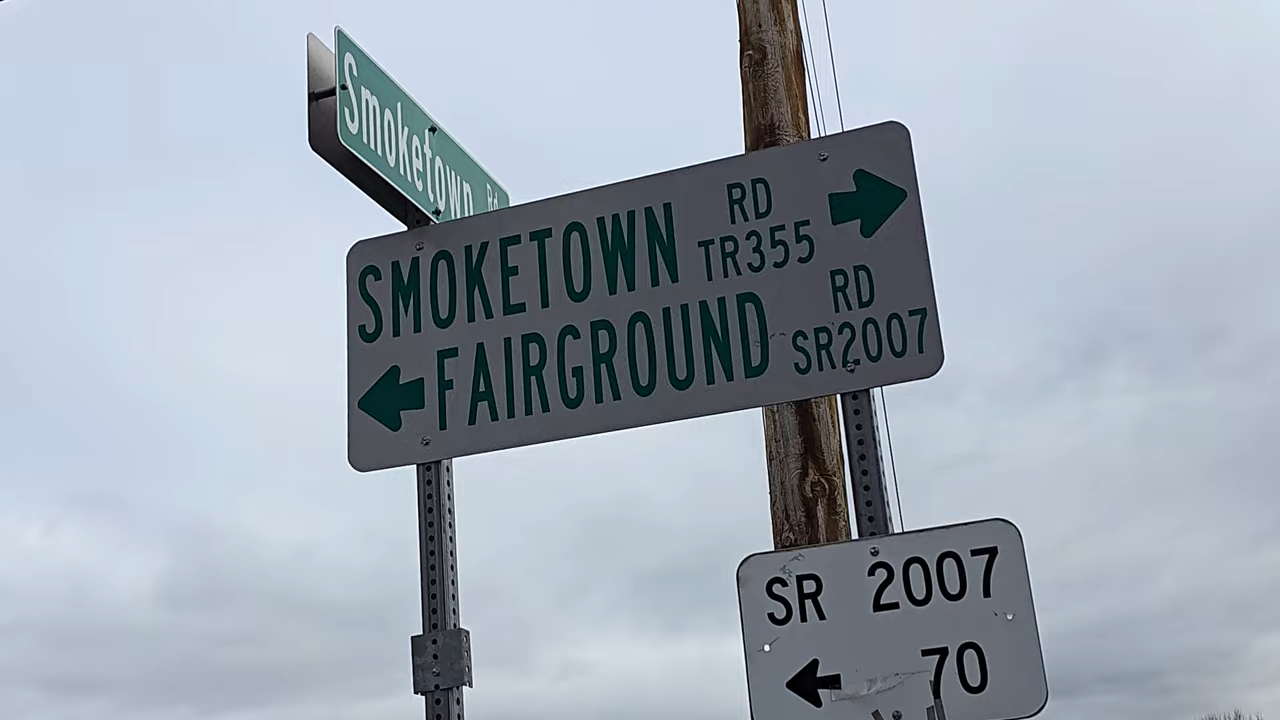 Smoketown Rd
SMOKETOWN RD TR355
FAIRGROUND RD SR2007
SR 2007
70